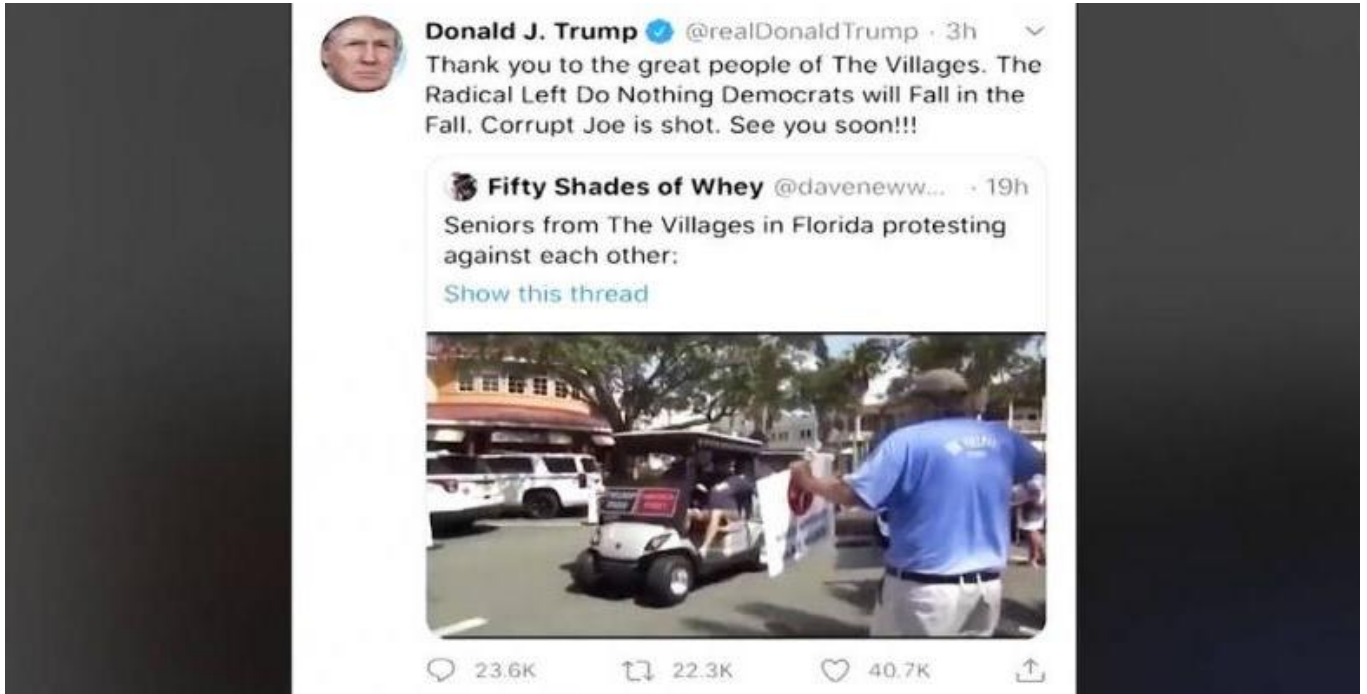 Donald J. Trump @realDonaldTrump · 3h
Thank you to the great people of The Villages. The
Radical Left Do Nothing Democrats will Fall in the
Fall. Corrupt Joe is shot. See you soon!!!
Fifty Shades of Whey @daveneww... · 19h
Seniors from The Villages in Florida protesting
against each other:
Show this thread
TRUMP
23.6K 22.3K 40.7K